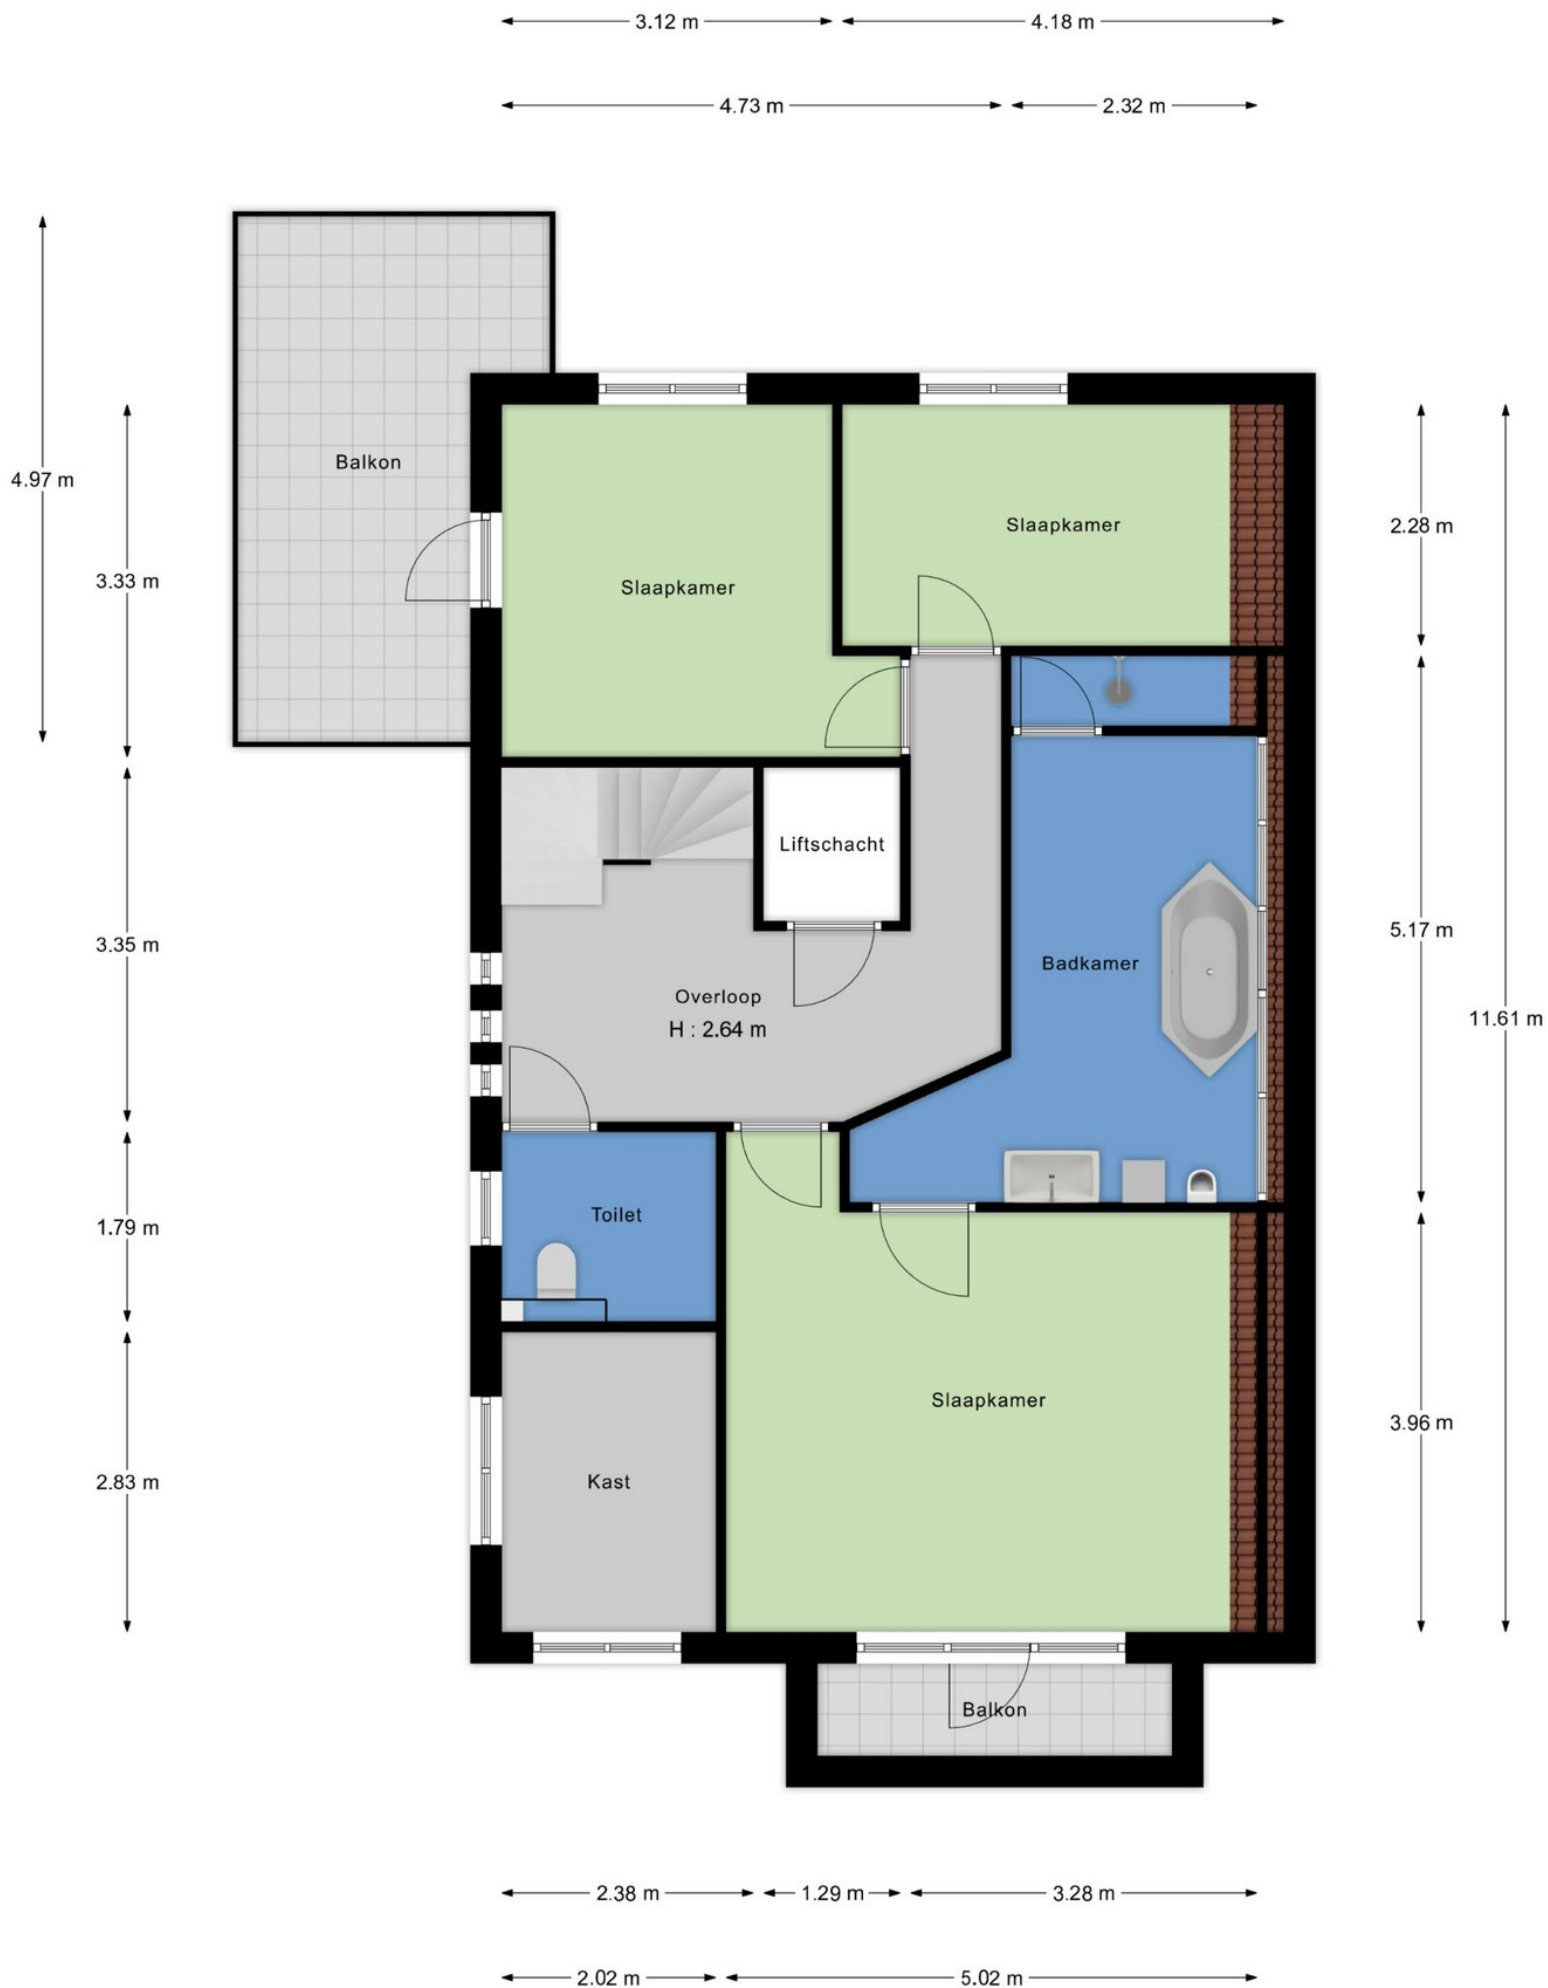 3.12 m
4.18 m
4.73 m
2.32 m
Balkon
4.97 m
Slaapkamer
2.28 m
3.33 m
Slaapkamer
Liftschacht
5.17 m
3.35 m
Badkamer
Overloop
H : 2.64 m
11.61 m
Toilet
1.79 m
Slaapkamer
3.96 m
Kast
2.83 m
Balkon
2.38 m
1.29 m
3.28 m
2.02 m
5.02 m